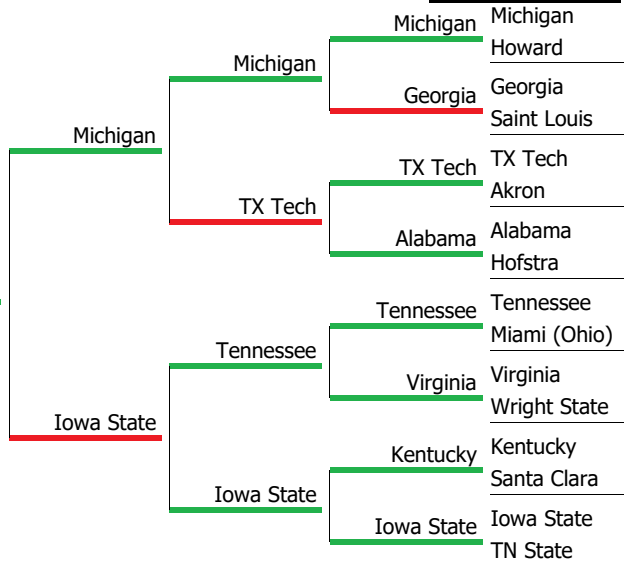 Michigan
Michigan
Howard
Michigan
Georgia
Georgia
Saint Louis
Michigan
TX Tech
TX Tech
Akron
TX Tech
Alabama
Alabama
Hofstra
Tennessee
Tennessee
Miami (Ohio)
Tennessee
Virginia
Virginia
Wright State
Iowa State
Kentucky
Kentucky
Santa Clara
Iowa State
Iowa State
Iowa State
TN State